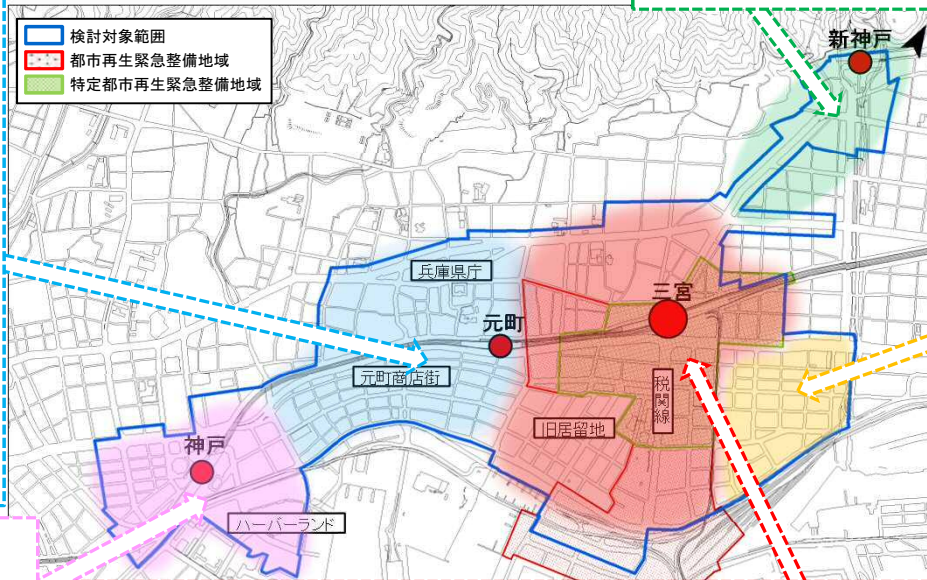 検討対象範囲
都市再生緊急整備地域
特定都市再生緊急整備地域
新神戸
兵庫県庁
三宮
元町
元町商店街
税関線
旧居留地
神戸
ハーバーランド